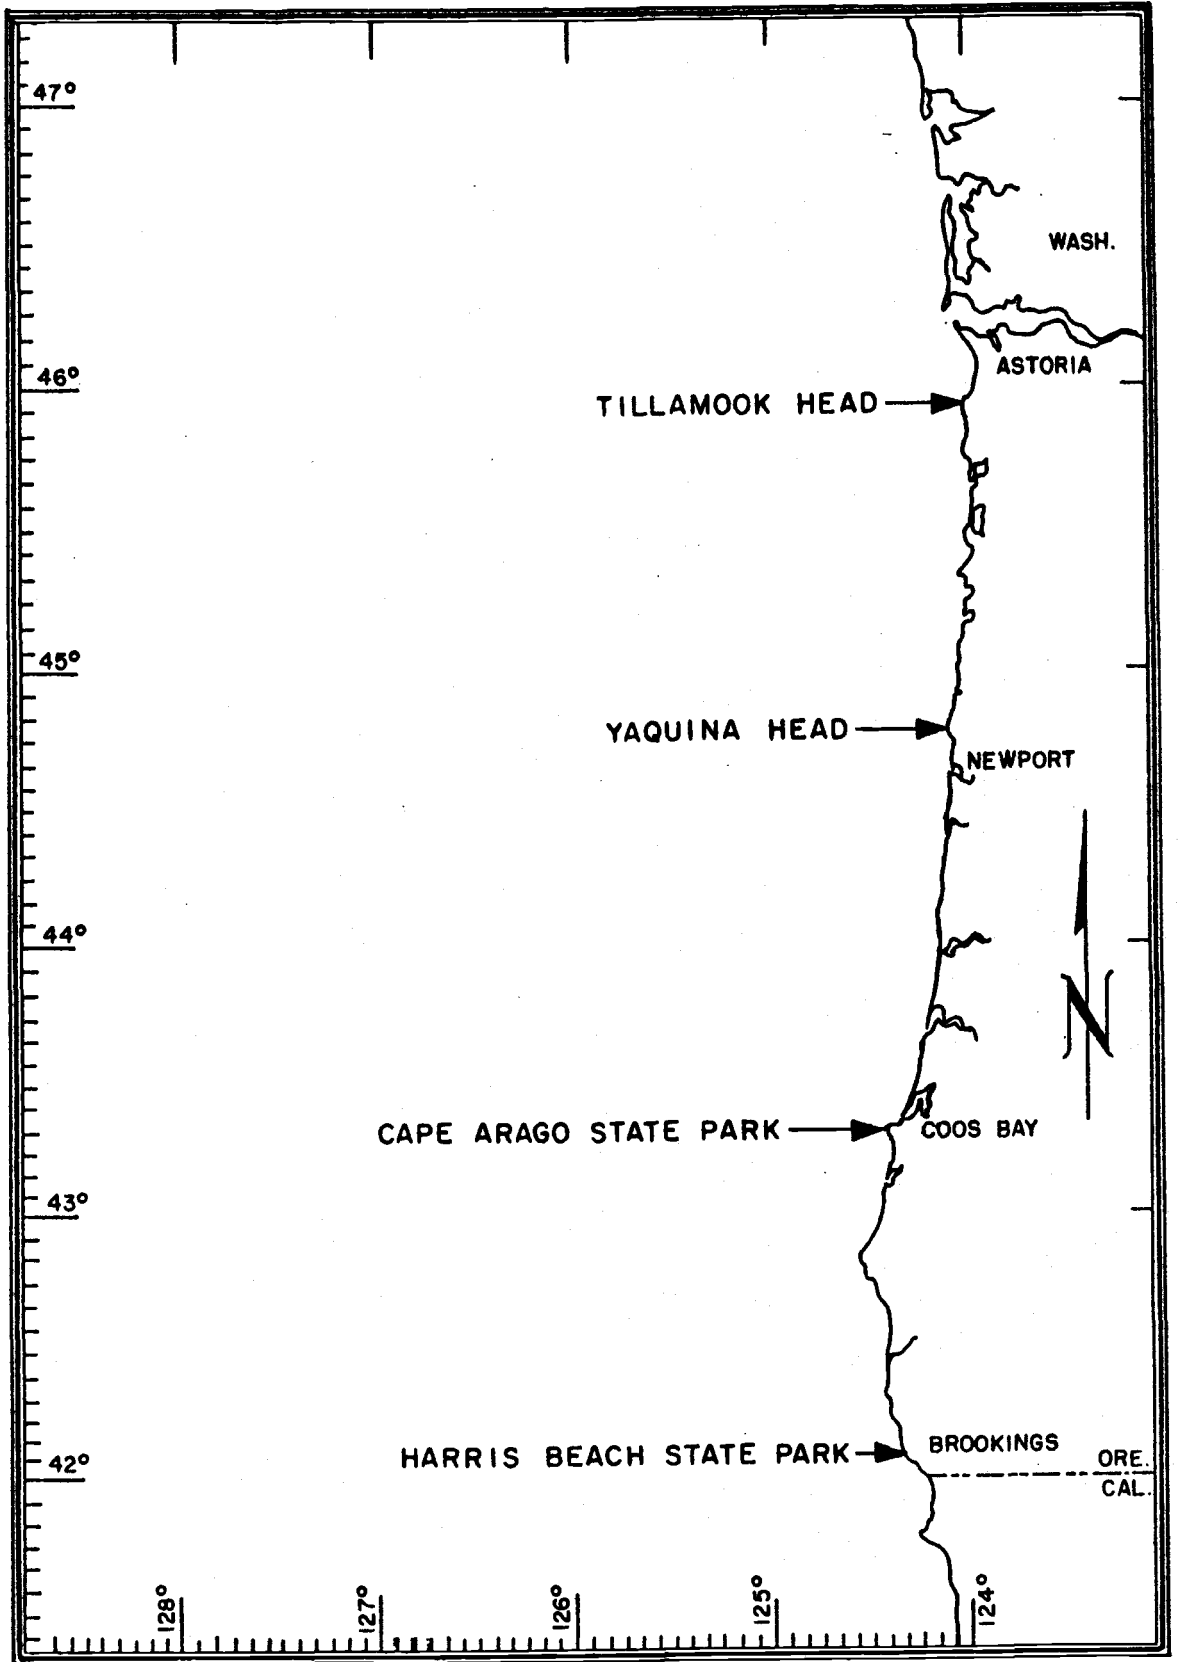 47°
WASH.
ASTORIA
46°
TILLAMOOK HEAD
45°
YAQUINA HEAD
NEWPORT
44°
N
CAPE ARAGO STATE PARK
COOS BAY
43°
BROOKINGS
HARRIS BEACH STATE PARK
ORE.
42°
CAL.
128°
127°
126°
125°
124°